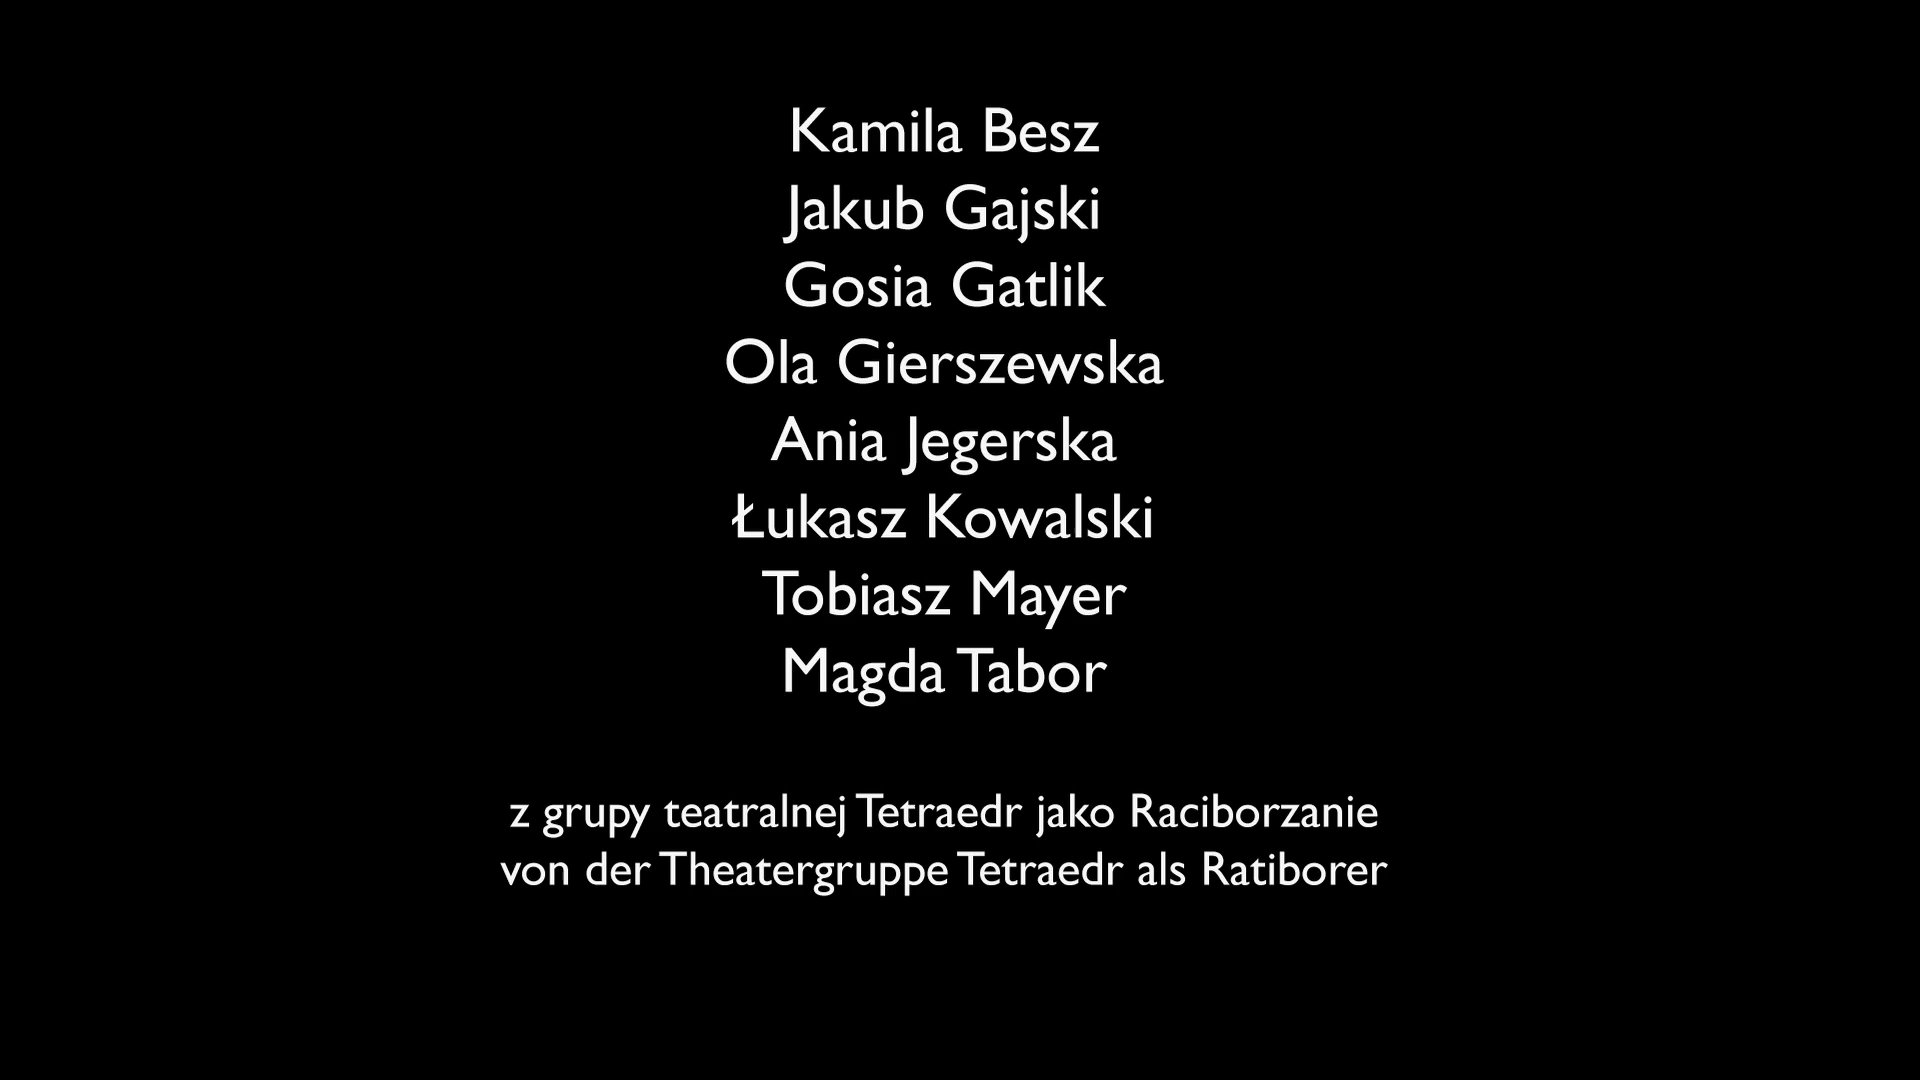 Kamila Besz
Jakub Gajski
Gosia Gatlik
Ola Gierszewska
Ania Jegerska
Łukasz Kowalski
Tobiasz Mayer
Magda Tabor
z grupy teatralnej Tetraedr jako Raciborzanie
von der Theatergruppe Tetraedr als Ratiborer